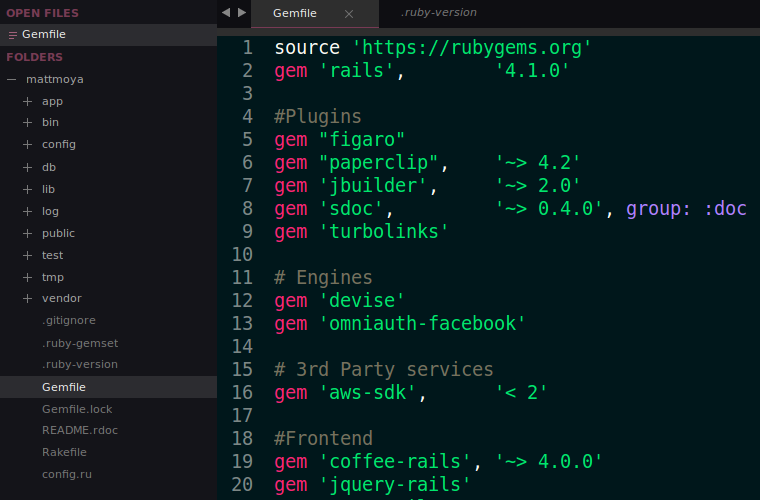 OPEN FILES
Gemfile
FOLDERS
mattmoya
app
bin
config
db
lib
log
public
test
tmp
vendor
.gitignore
.ruby-gemset
.ruby-version
Gemfile
Gemfile.lock
README.rdoc
Rakefile
config.ru
Gemfile
.ruby-version
1 source 'https://rubygems.org'
2 gem 'rails', '4.1.0'
3
4 #Plugins
5 gem "figaro"
6 gem "paperclip", '~> 4.2'
7 gem 'jbuilder', '~> 2.0'
8 gem 'sdoc', '~> 0.4.0', group: :doc
9 gem 'turbolinks'
10
11 # Engines
12 gem 'devise'
13 gem 'omniauth-facebook'
14
15 # 3rd Party services
16 gem 'aws-sdk', '< 2'
17
18 #Frontend
19 gem 'coffee-rails', '~> 4.0.0'
20 gem 'jquery-rails'